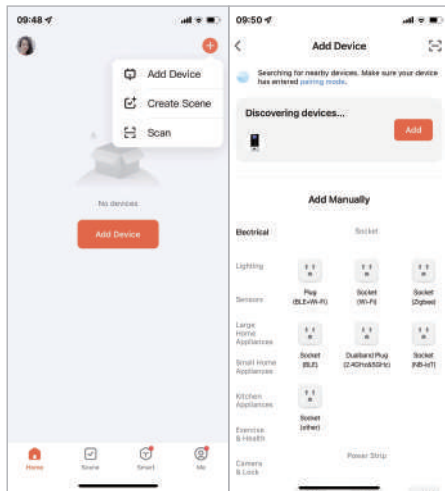 09:48
Add Device
Create Scene
Scan
No devices
Add Device
Home
Scene
Smart
Me
09:50
Add Device
Searching for nearby devices. Make sure your device
has entered pairing mode.
Discovering devices...
Add
Add Manually
Electrical
Socket
Lighting
Plug
(BLE+Wi-Fi)
Socket
(Wi-Fi)
Socket
(Zigbee)
Sensors
Large
Home
Appliances
Socket
(BLE)
Dualband Plug
(2.4GHz&5GHz)
Socket
(NB-IoT)
Small Home
Appliances
Kitchen
Appliances
Socket
(other)
Exercise
& Health
Power Strip
Camera
& Lock